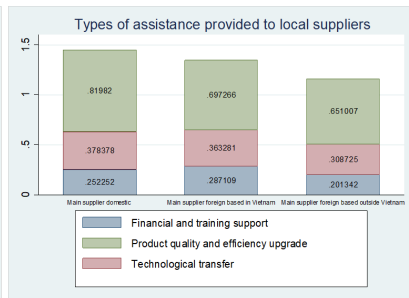 Types of assistance provided to local suppliers
1.5
1
.5
0
.81982
.378378
.252252
.697266
.363281
.287109
.651007
.308725
.201342
Main supplier domestic
Main supplier foreign based in Vietnam
Main supplier foreign based outside Vietnam
Financial and training support
Product quality and efficiency upgrade
Technological transfer